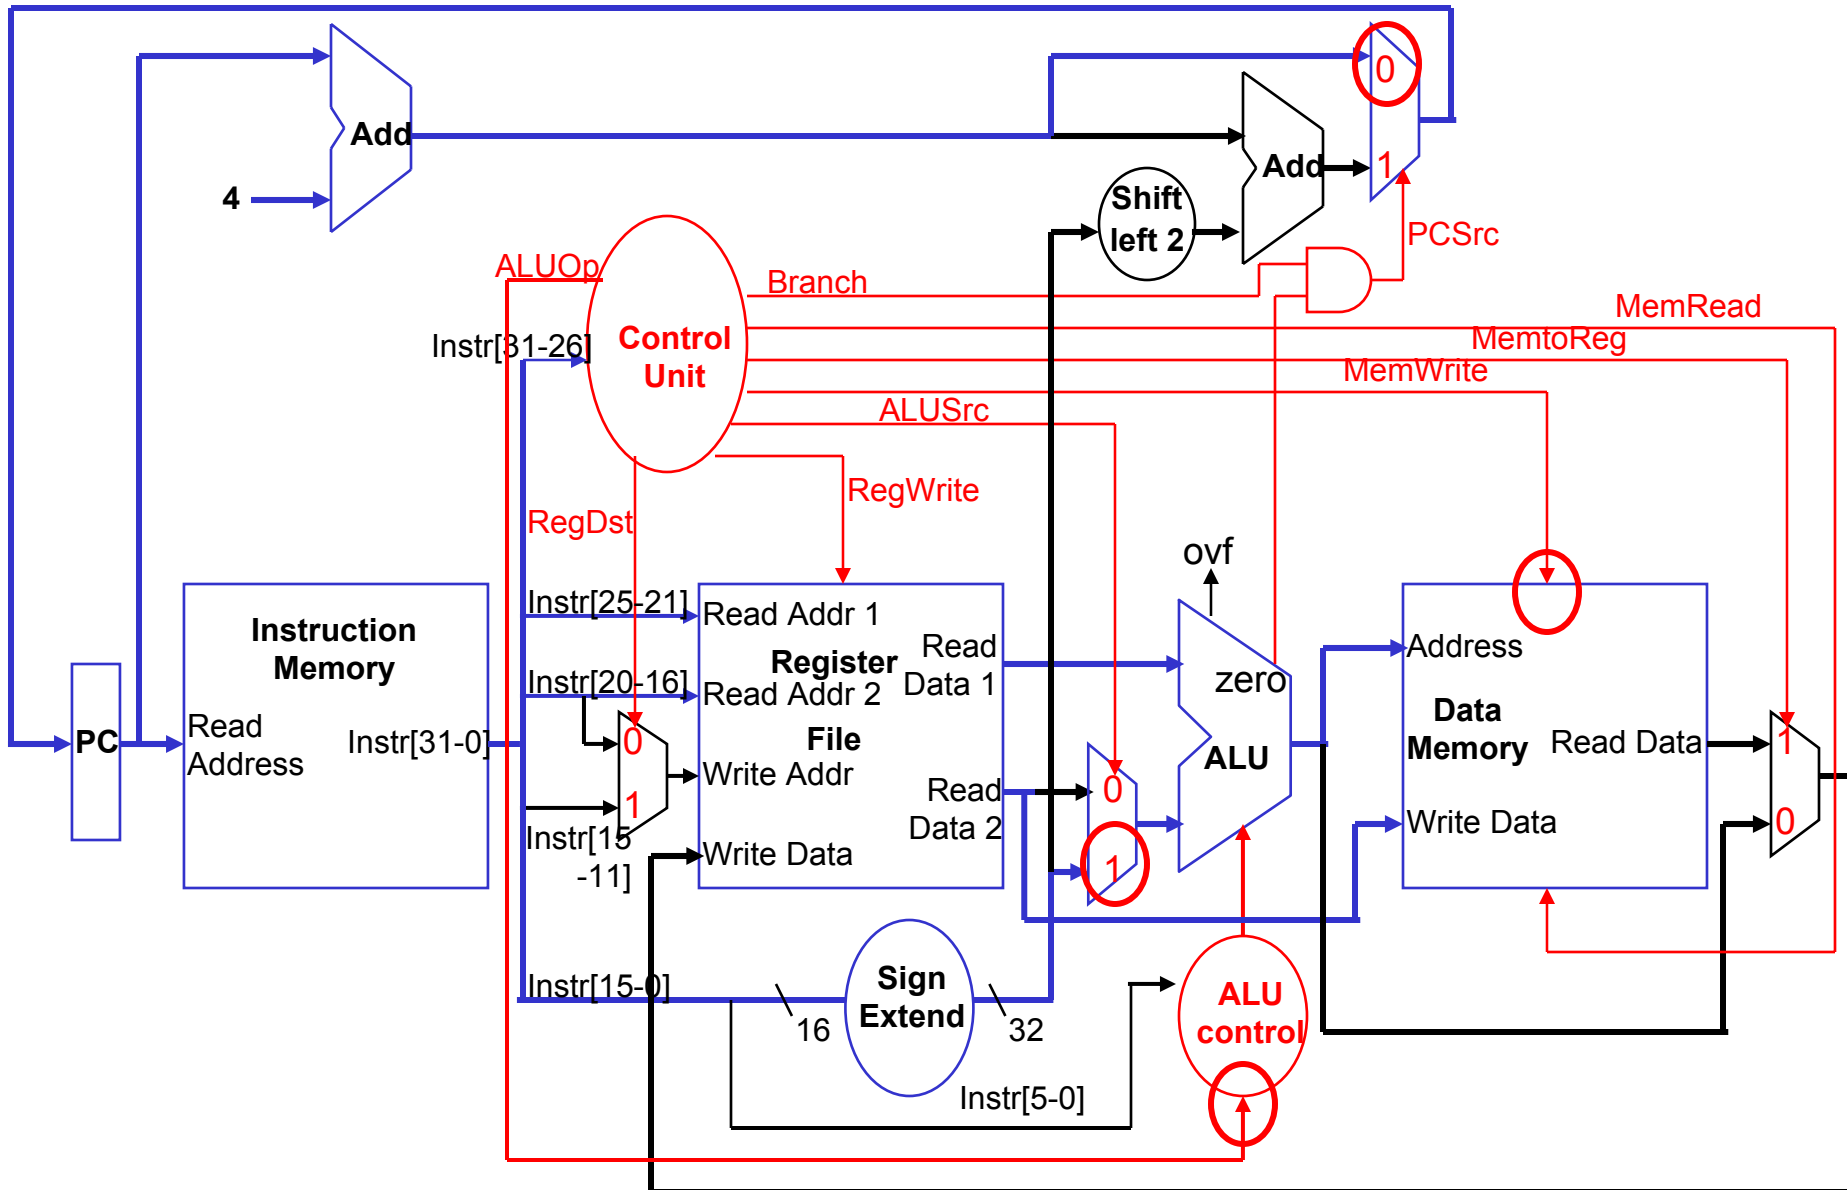 0
Add
Add
1
4
Shift
left 2
PCSrc
ALUOp
Branch
MemRead
Instr[31-26]
Control
Unit
MemtoReg
MemWrite
ALUSrc
RegWrite
RegDst
ovf
Instruction
Memory
Instr[25-21]
Read Addr 1
Register
Read
Data 1
Instr[20-16]
Read Addr 2
zero
Address
Data
Memory
PC
Read
Address
Instr[31-0]
0
File
Write Addr
ALU
Read Data
1
1
Read
Data 2
0
Write Data
0
Instr[15
-11]
Write Data
1
Instr[15-0]
16
Sign
Extend
32
ALU
control
Instr[5-0]